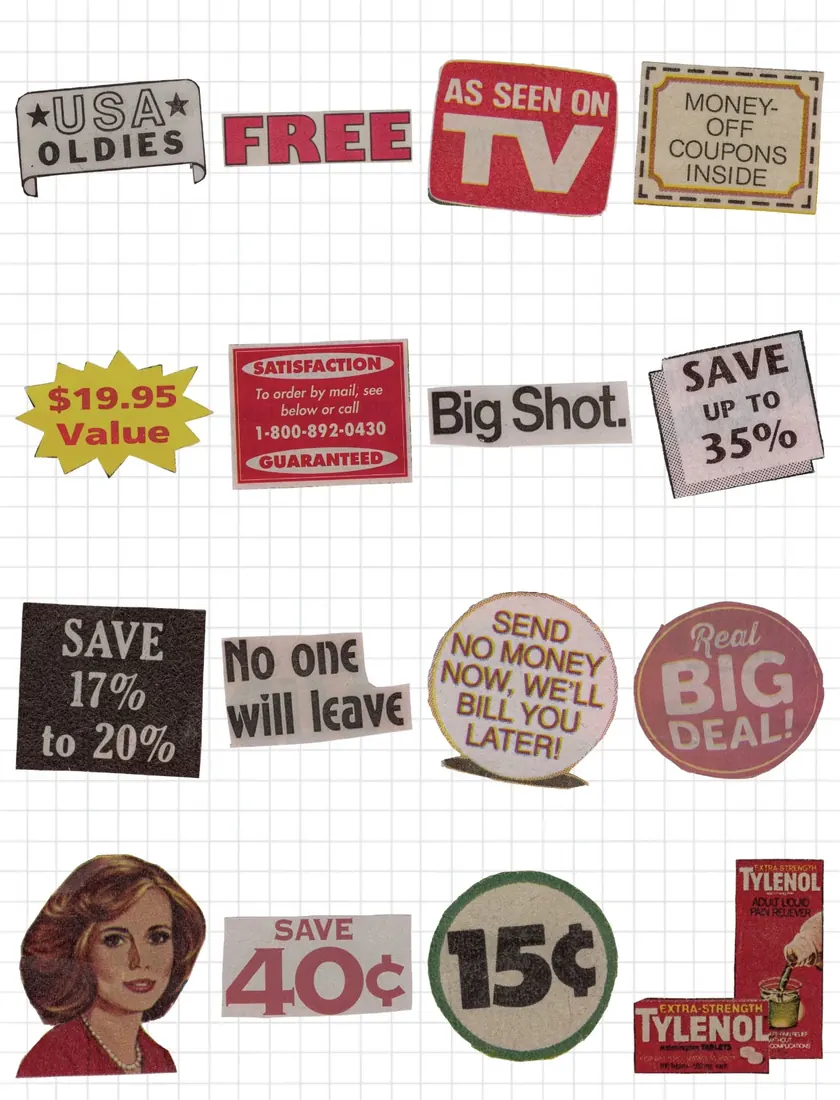 USA
OLDIES
FREE
AS SEEN ON
TV
MONEY-
OFF
COUPONS
INSIDE
$19.95
Value
SATISFACTION
To order by mail, see
below or call
1-800-892-0430
GUARANTEED
Big Shot.
SAVE
UP TO
35%
SAVE
17%
to 20%
No one
will leave
SEND
NO MONEY
NOW, WE'LL
BILL YOU
LATER!
Real
BIG
DEAL!
SAVE
40¢
15¢
EXTRA-STRENGTH
TYLENOL
ADULT LIQUID
PAIN RELIEVER
EXTRA-STRENGTH
TYLENOL
TABLETS